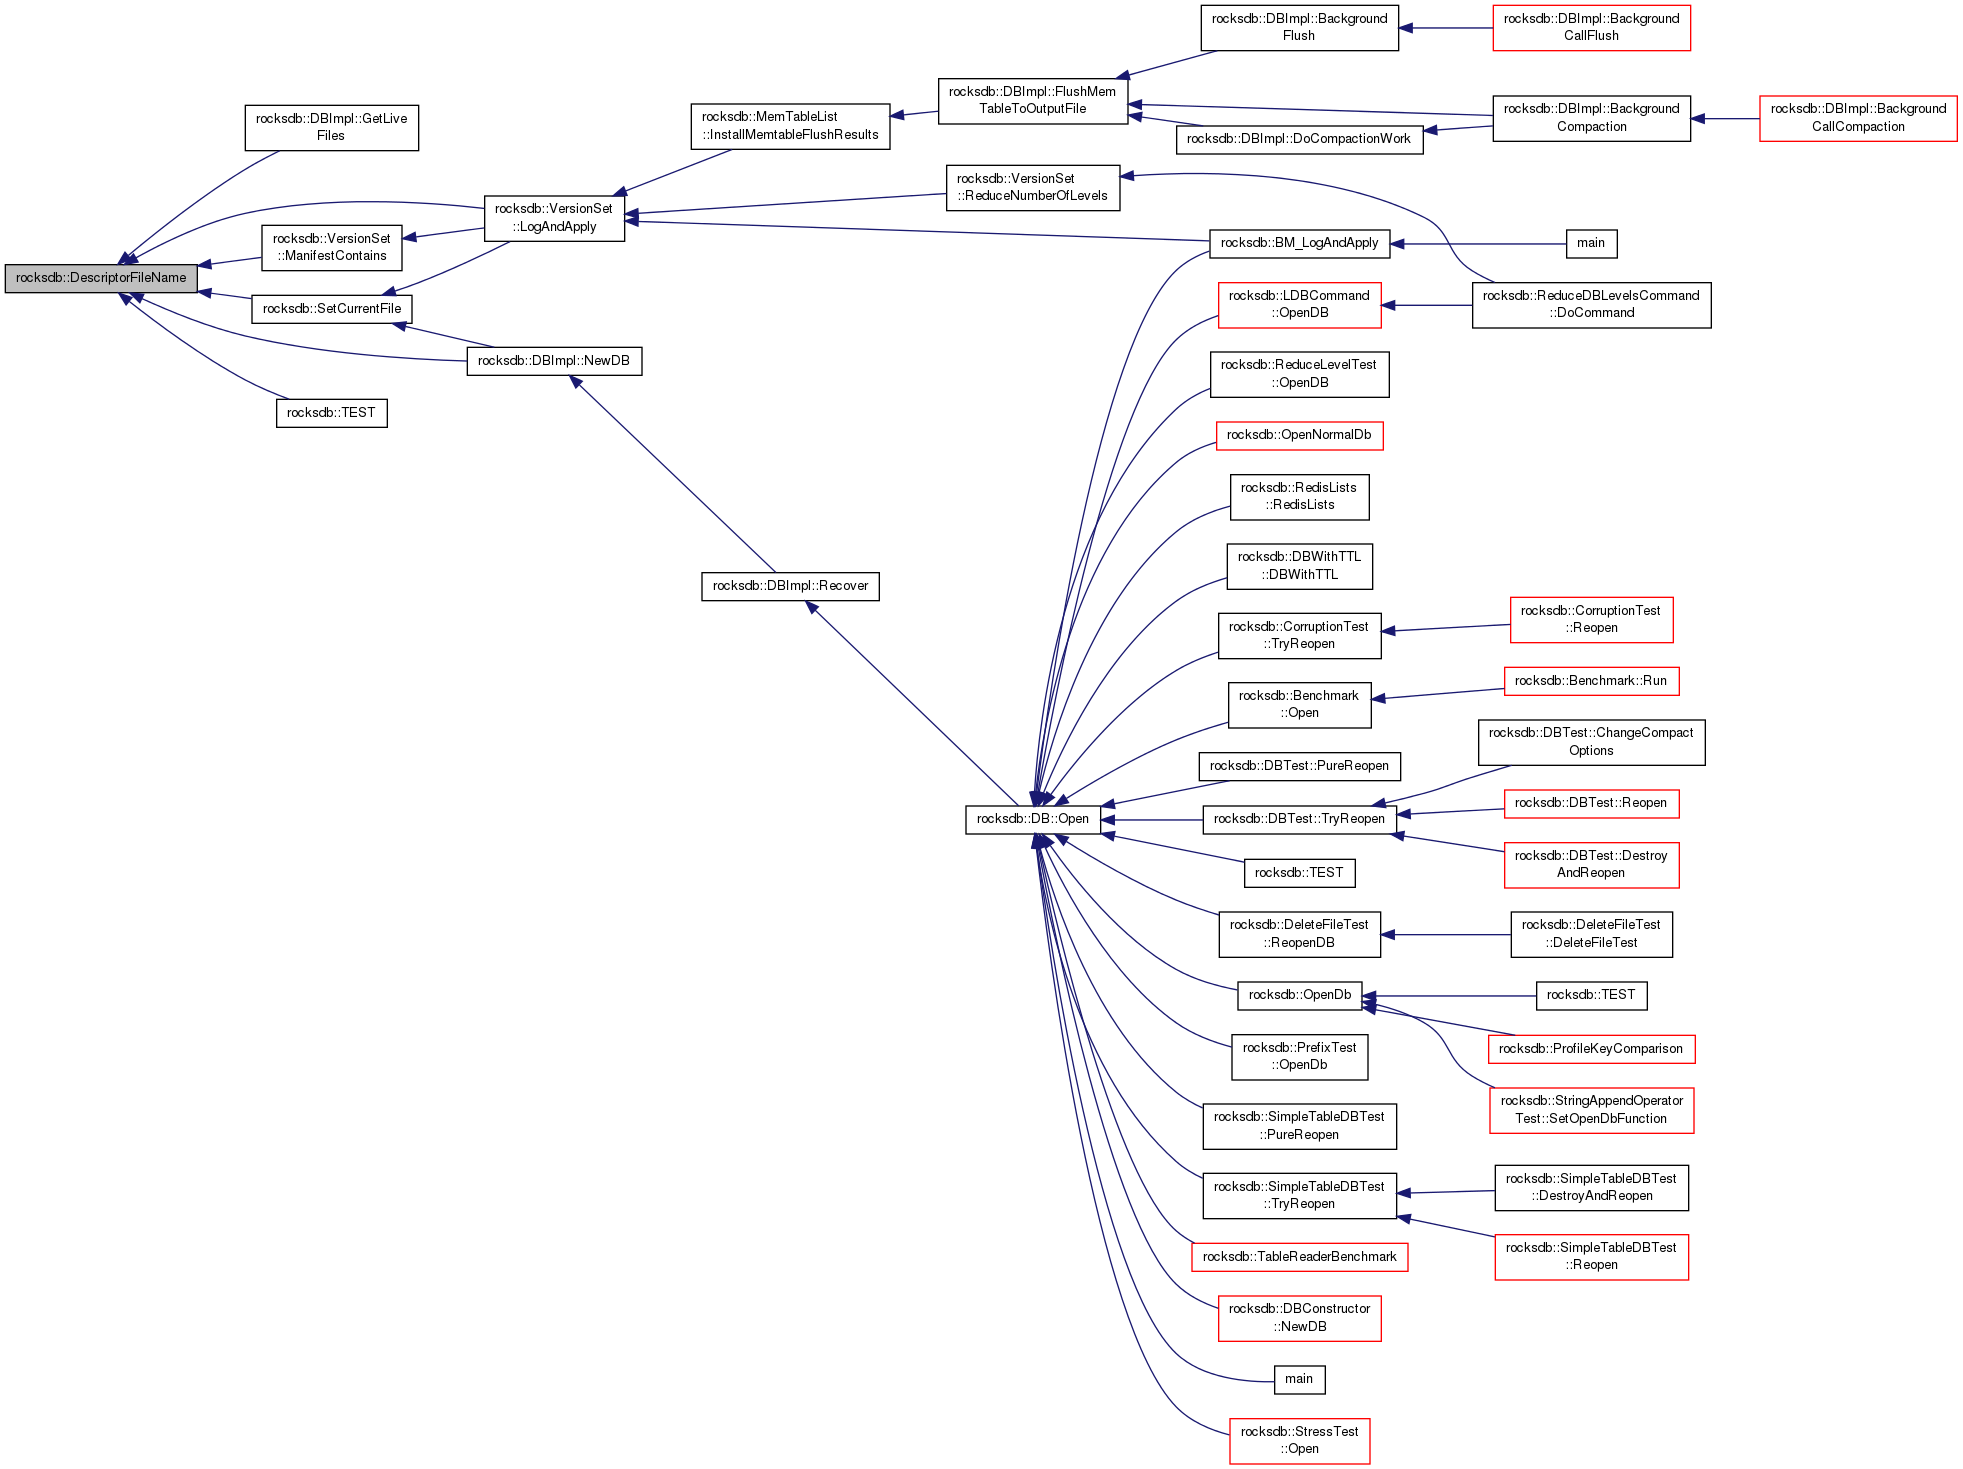 rocksdb::DescriptorFileName
rocksdb::DBImpl::GetLive
Files
rocksdb::VersionSet
::ManifestContains
rocksdb::SetCurrentFile
rocksdb::TEST
rocksdb::VersionSet
::LogAndApply
rocksdb::DBImpl::NewDB
rocksdb::MemTableList
::InstallMemtableFlushResults
rocksdb::DBImpl::Recover
rocksdb::DBImpl::FlushMem
TableToOutputFile
rocksdb::VersionSet
::ReduceNumberOfLevels
rocksdb::DB::Open
rocksdb::DBImpl::Background
Flush
rocksdb::DBImpl::DoCompactionWork
rocksdb::BM_LogAndApply
rocksdb::LDBCommand
::OpenDB
rocksdb::ReduceLevelTest
::OpenDB
rocksdb::OpenNormalDb
rocksdb::RedisLists
::RedisLists
rocksdb::DBWithTTL
::DBWithTTL
rocksdb::CorruptionTest
::TryReopen
rocksdb::Benchmark
::Open
rocksdb::DBTest::PureReopen
rocksdb::DBTest::TryReopen
rocksdb::TEST
rocksdb::DeleteFileTest
::ReopenDB
rocksdb::OpenDb
rocksdb::PrefixTest
::OpenDb
rocksdb::SimpleTableDBTest
::PureReopen
rocksdb::SimpleTableDBTest
::TryReopen
rocksdb::TableReaderBenchmark
rocksdb::DBConstructor
::NewDB
main
rocksdb::StressTest
::Open
rocksdb::DBImpl::Background
CallFlush
rocksdb::DBImpl::Background
Compaction
main
rocksdb::ReduceDBLevelsCommand
::DoCommand
rocksdb::CorruptionTest
::Reopen
rocksdb::Benchmark::Run
rocksdb::DBTest::ChangeCompact
Options
rocksdb::DBTest::Reopen
rocksdb::DBTest::Destroy
AndReopen
rocksdb::DeleteFileTest
::DeleteFileTest
rocksdb::TEST
rocksdb::ProfileKeyComparison
rocksdb::StringAppendOperator
Test::SetOpenDbFunction
rocksdb::SimpleTableDBTest
::DestroyAndReopen
rocksdb::SimpleTableDBTest
::Reopen
rocksdb::DBImpl::Background
CallCompaction